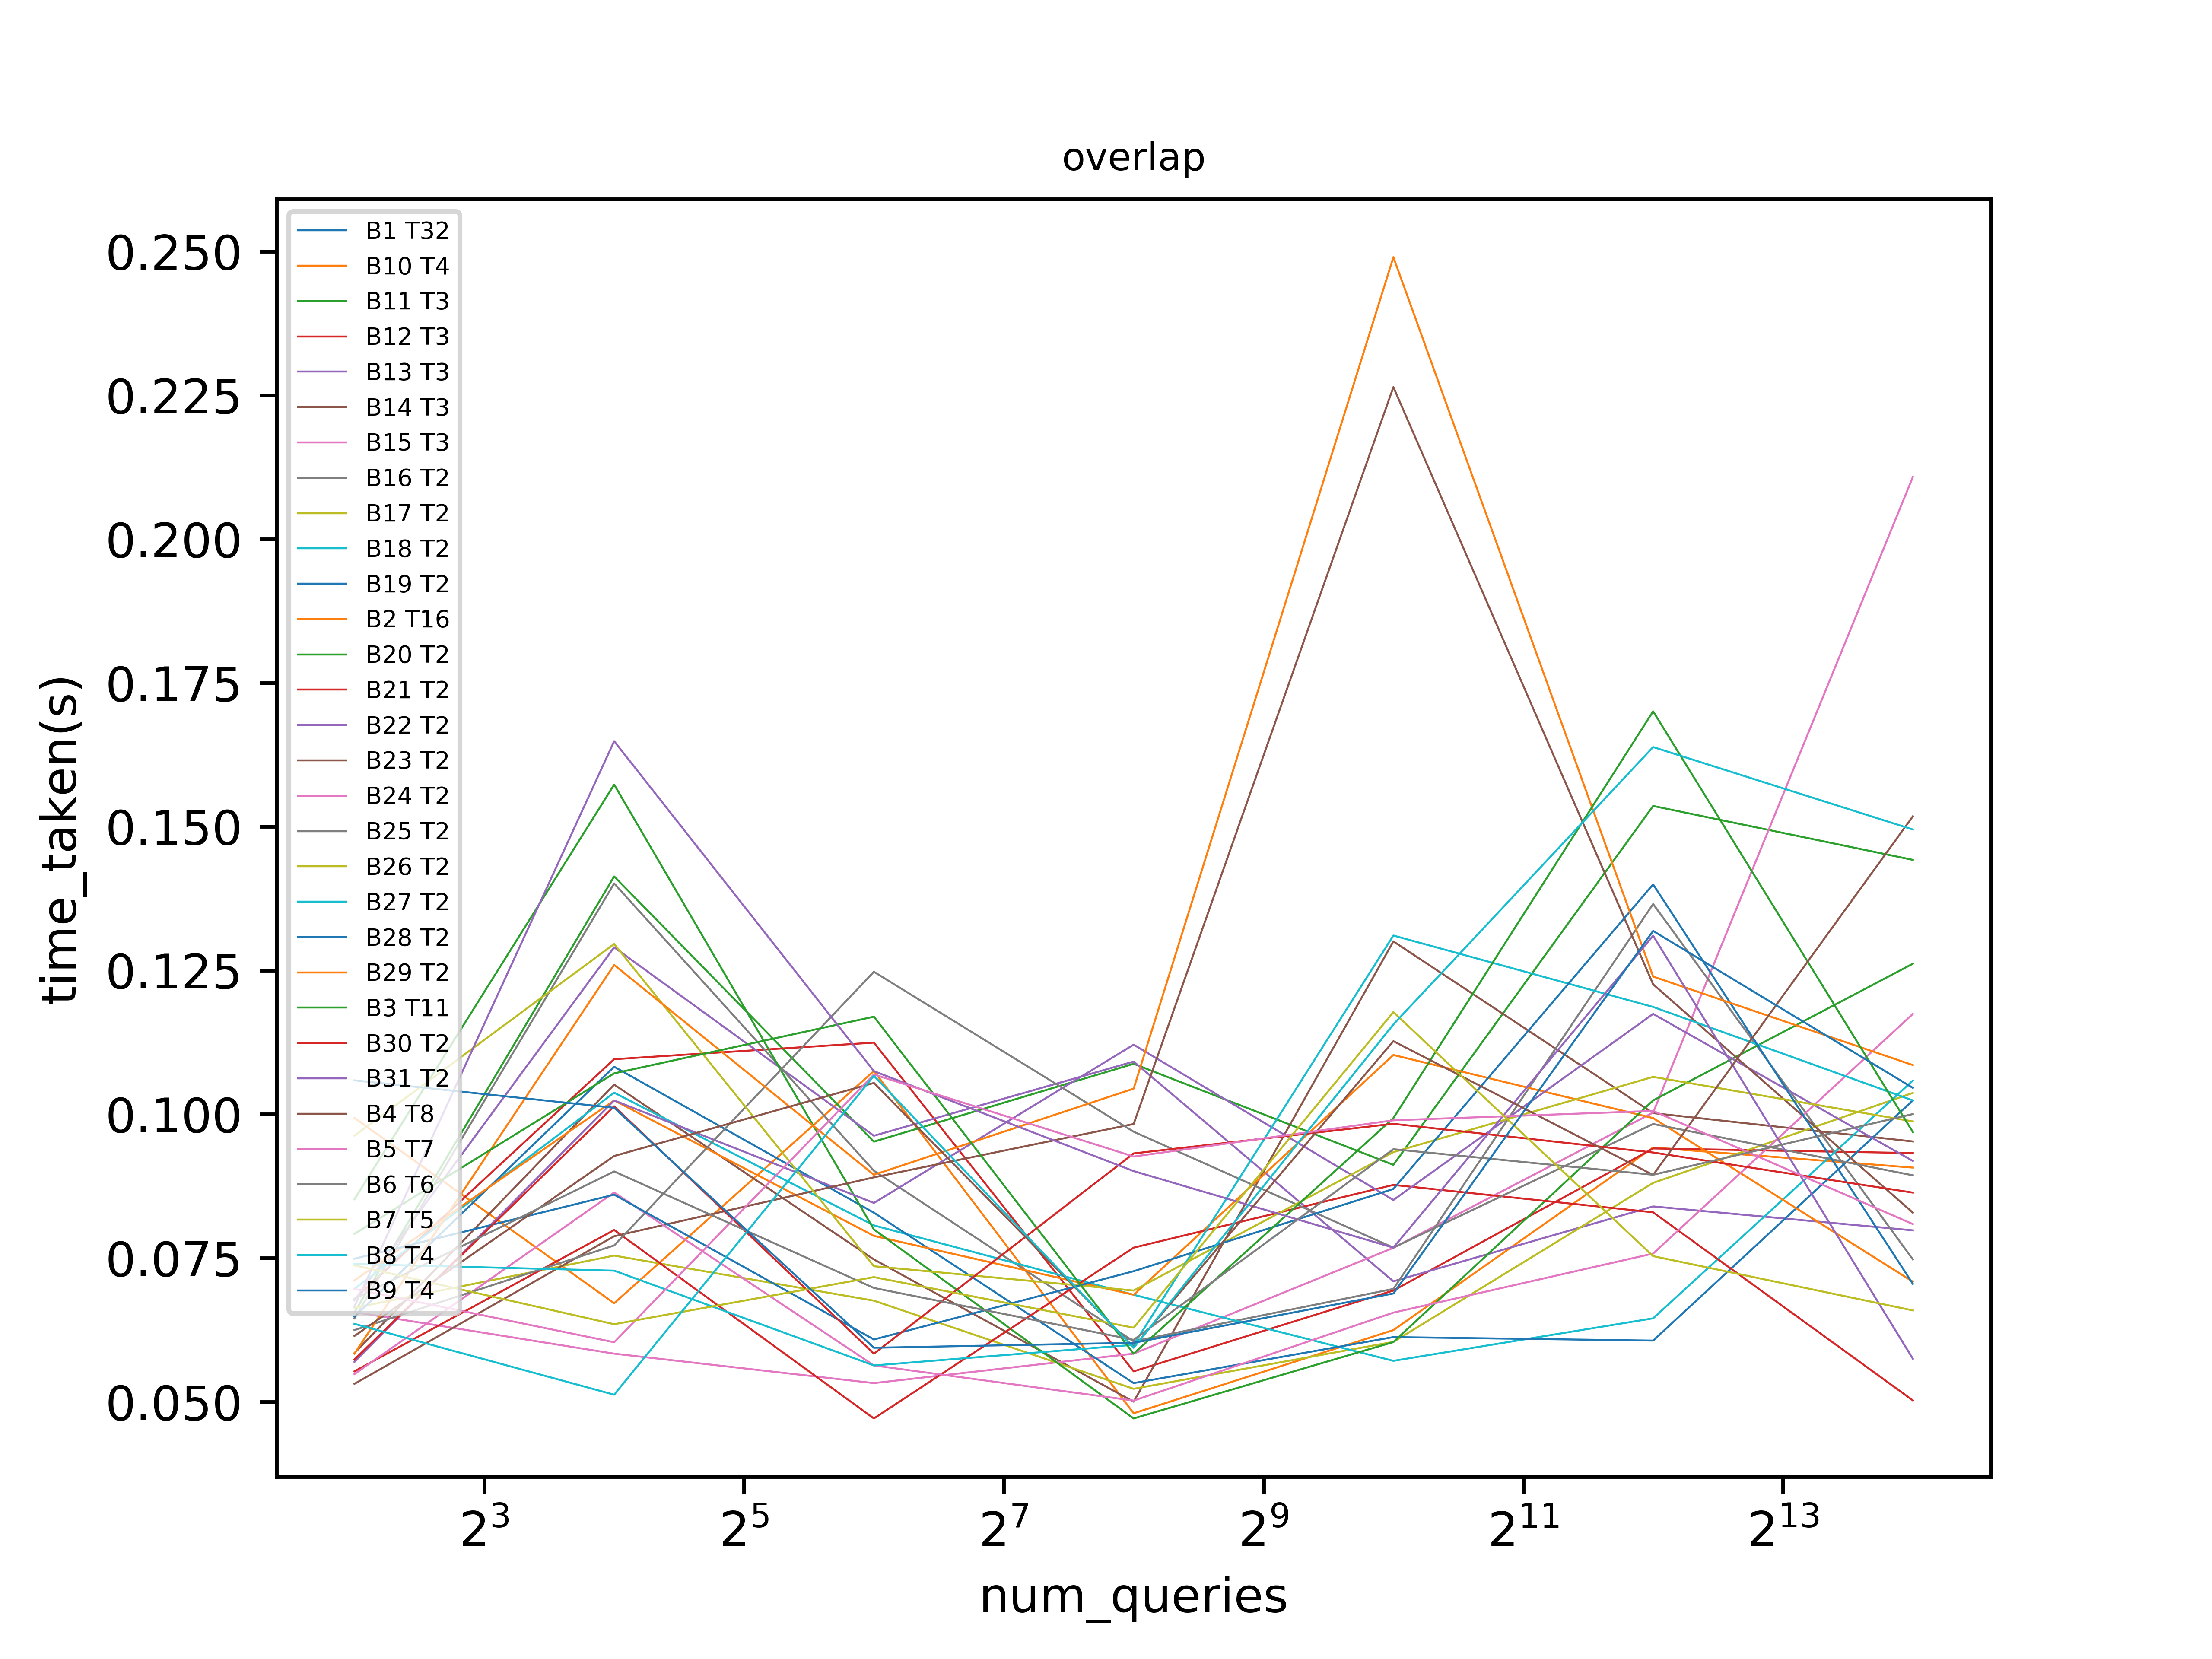 overlap
0.250
0.225
0.200
0.175
0.150
0.125
0.100
0.075
0.050
time_taken(s)
B1 T32
B10 T4
B11 T3
B12 T3
B13 T3
B14 T3
B15 T3
B16 T2
B17 T2
B18 T2
B19 T2
B2 T16
B20 T2
B21 T2
B22 T2
B23 T2
B24 T2
B25 T2
B26 T2
B27 T2
B28 T2
B29 T2
B3 T11
B30 T2
B31 T2
B4 T8
B5 T7
B6 T6
B7 T5
B8 T4
B9 T4
2³ 2⁵ 2⁷ 2⁹ 2¹¹ 2¹³
num_queries